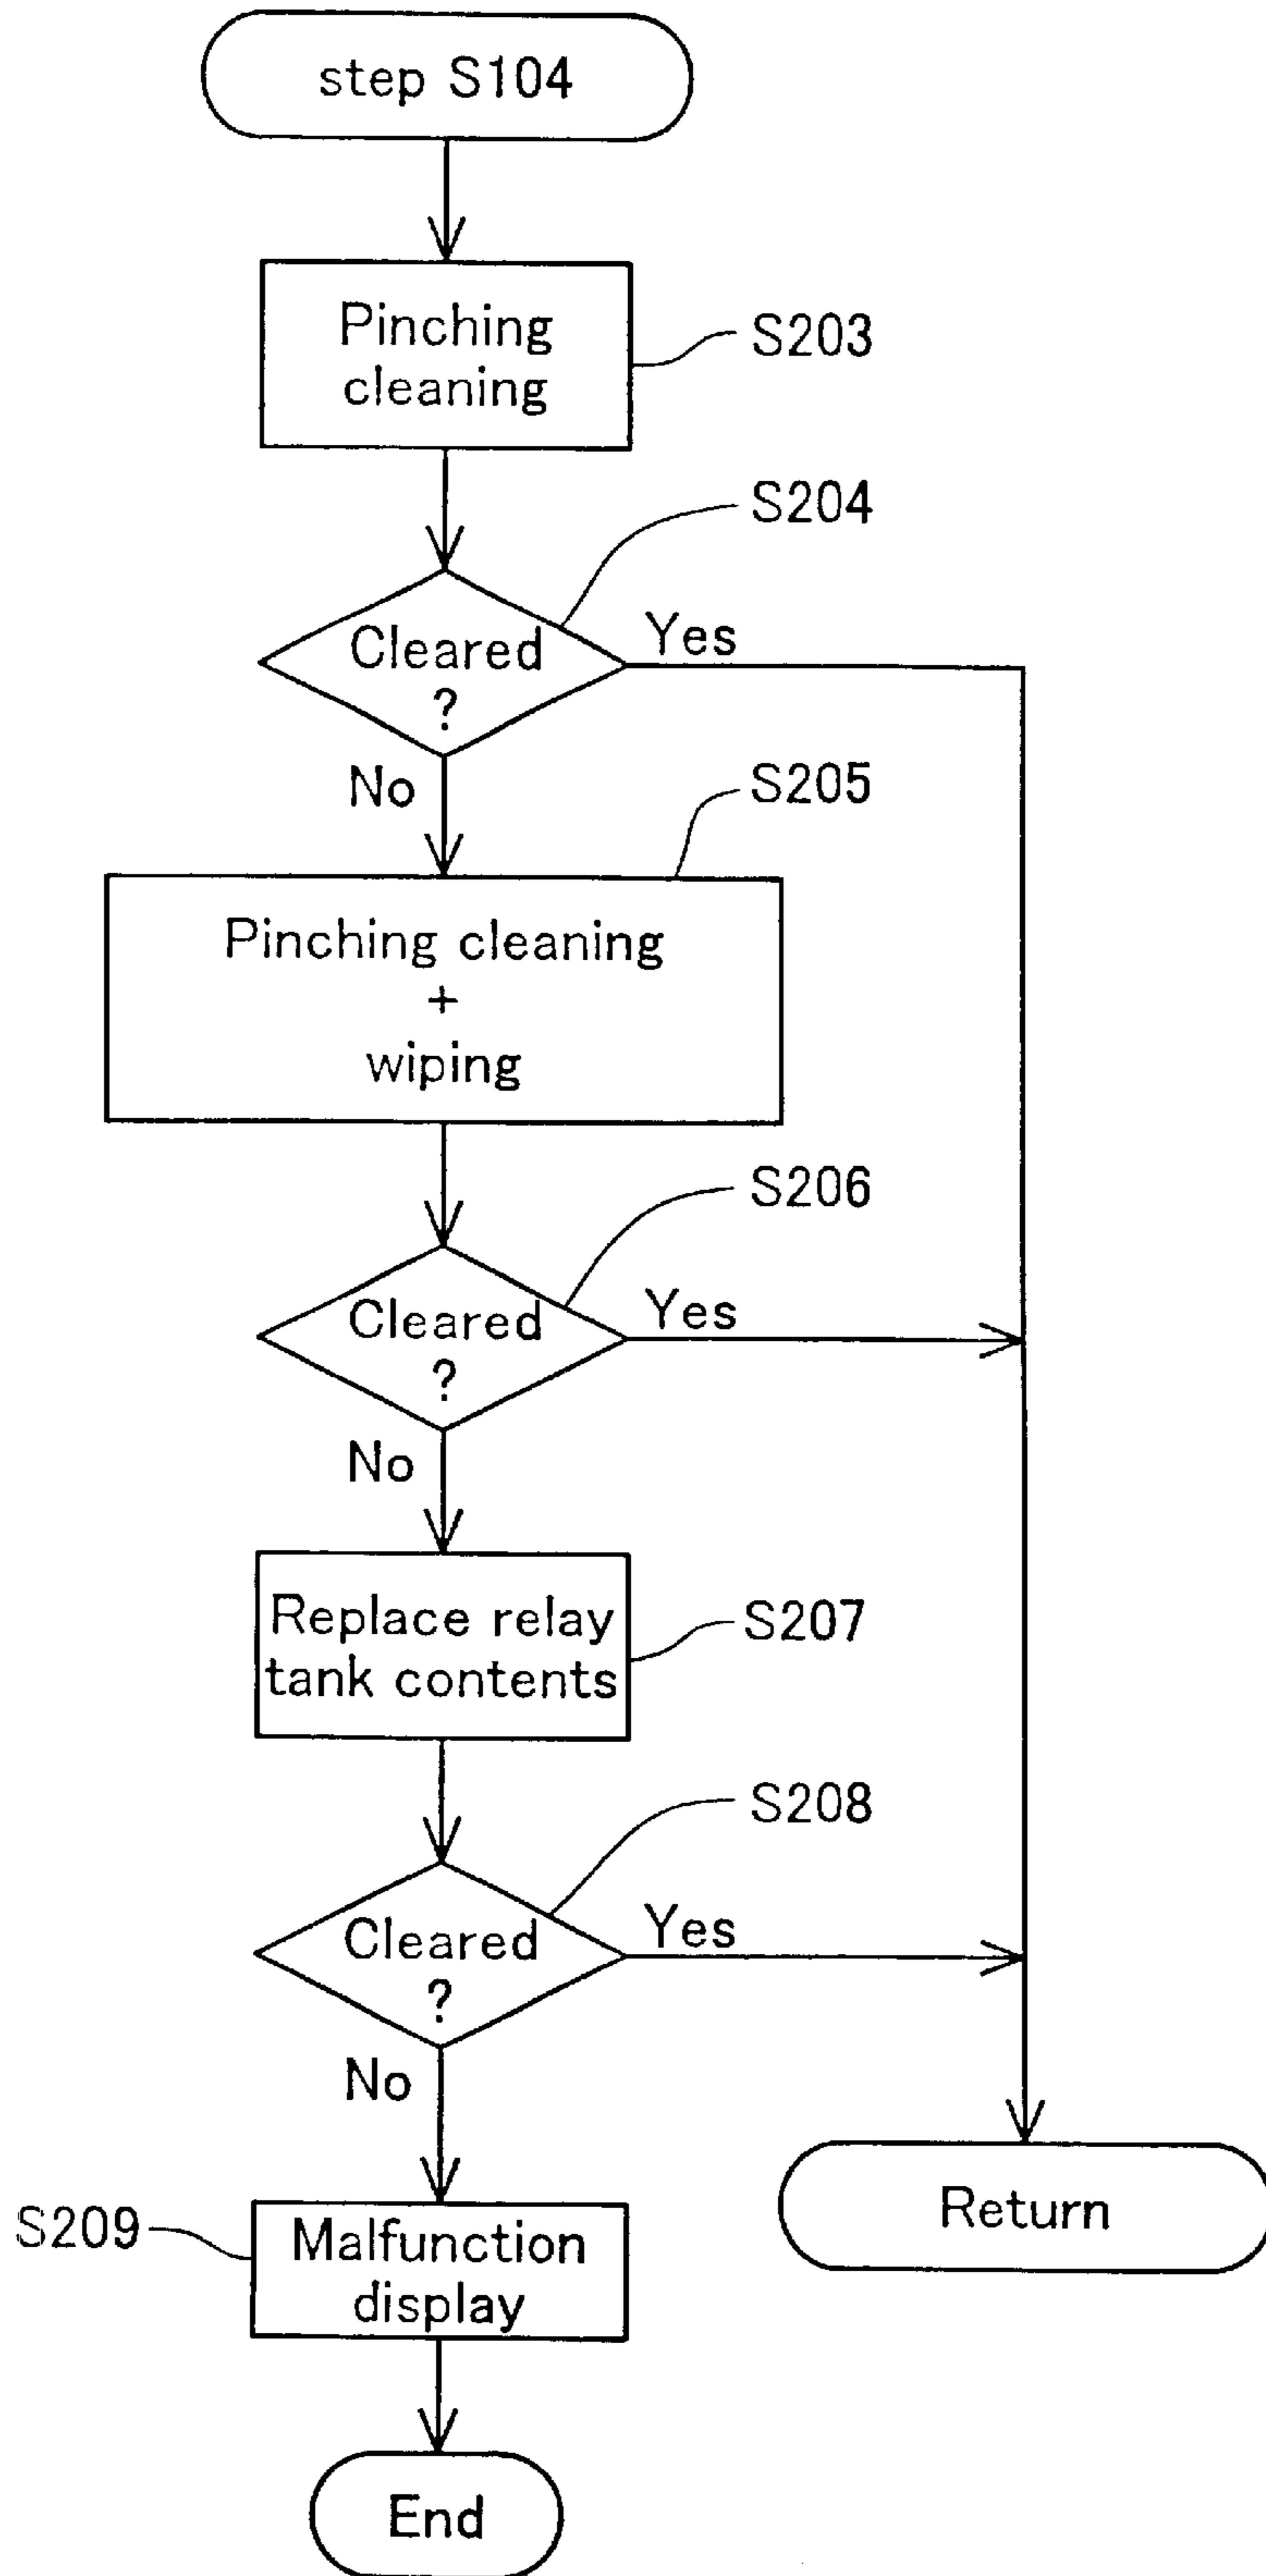 step S104
Pinching
cleaning
S203
S204
Cleared
?
Yes
No
S205
Pinching cleaning
+
wiping
S206
Cleared
?
Yes
No
Replace relay
tank contents
S207
S208
Cleared
?
Yes
No
S209
Malfunction
display
Return
End